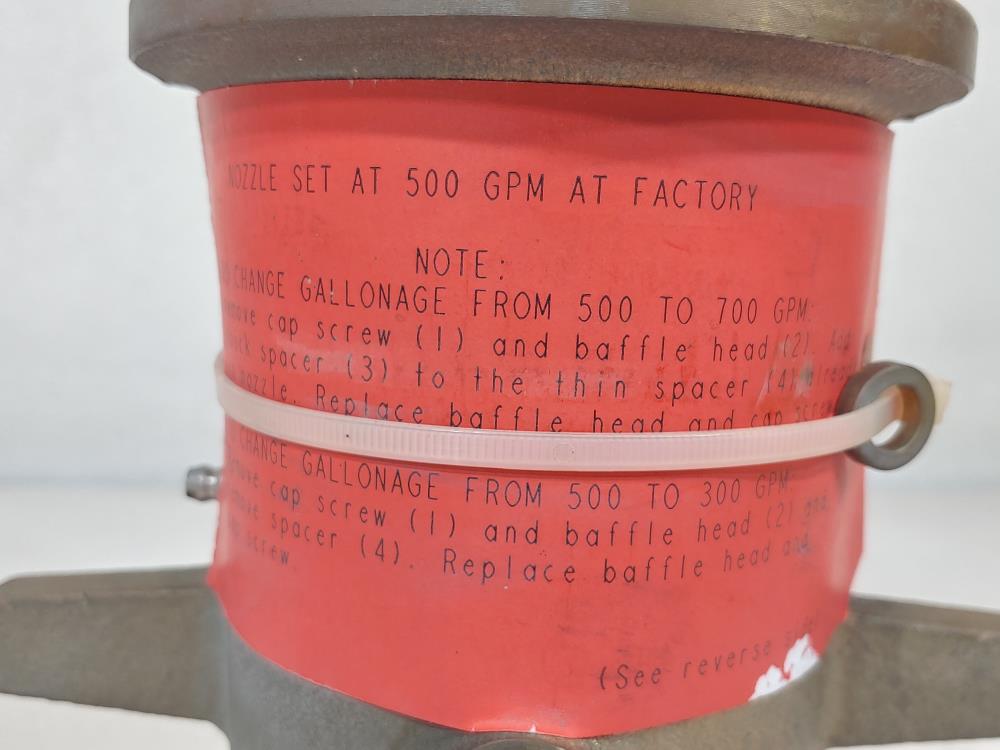 NOZZLE SET AT 500 GPM AT FACTORY
NOTE:
CHANGE GALLONAGE FROM 500 TO 700 GPM:
cap screw (1) and baffle head (2). Add
spacer (3) to the thin spacer (4)
nozzle. Replace baffle head and cap screw
CHANGE GALLONAGE FROM 500 TO 300 GPM:
cap screw (1) and baffle head (2) and
spacer (4). Replace baffle head and
screw.
(See reverse